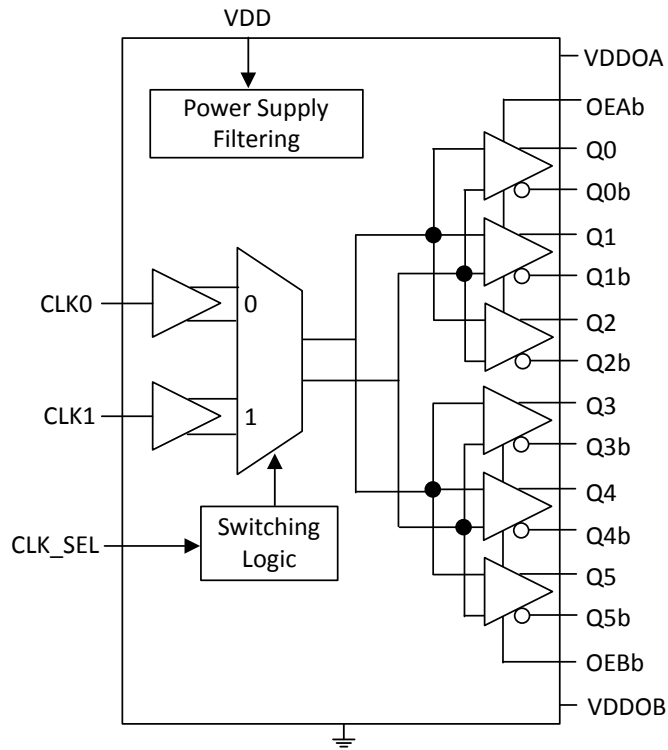 VDD
VDDOA
Power Supply
Filtering
OEAb
Q0
Q0b
Q1
Q1b
CLK0
0
Q2
Q2b
CLK1
1
Q3
Q3b
Q4
Switching
Logic
CLK_SEL
Q4b
Q5
Q5b
OEBb
VDDOB